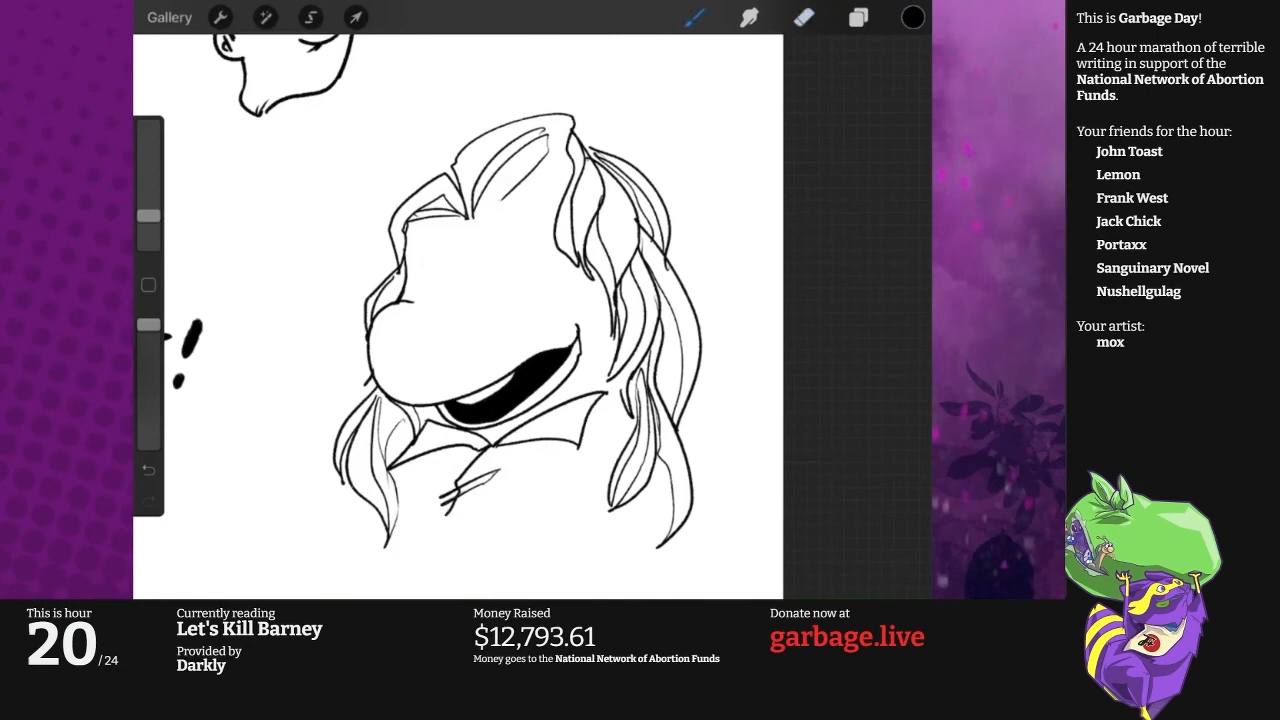 Gallery
This is Garbage Day!
A 24 hour marathon of terrible
writing in support of the
National Network of Abortion
Funds.
Your friends for the hour:
John Toast
Lemon
Frank West
Jack Chick
Portaxx
Sanguinary Novel
Nushellgulag
Your artist:
mox
This is hour
20 / 24
Currently reading
Let's Kill Barney
Provided by
Darkly
Money Raised
$12,793.61
Money goes to the National Network of Abortion Funds
Donate now at
garbage.live